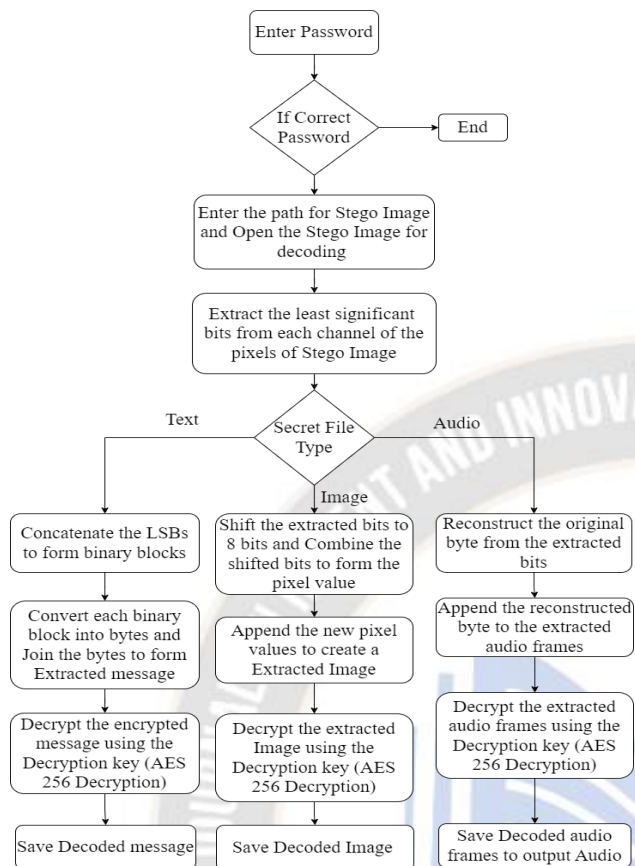 Enter Password
If Correct
Password
End
Enter the path for Stego Image
and Open the Stego Image for
decoding
Extract the least significant
bits from each channel of the
pixels of Stego Image
Text
Secret File
Type
Audio
Image
Concatenate the LSBs
to form binary blocks
Convert each binary
block into bytes and
Join the bytes to form
Extracted message
Decrypt the encrypted
message using the
Decryption key (AES
256 Decryption)
Save Decoded message
Shift the extracted bits to
8 bits and Combine the
shifted bits to form the
pixel value
Append the new pixel
values to create a
Extracted Image
Decrypt the extracted
Image using the
Decryption key (AES
256 Decryption)
Save Decoded Image
Reconstruct the original
byte from the extracted
bits
Append the reconstructed
byte to the extracted
audio frames
Decrypt the extracted
audio frames using the
Decryption key (AES
256 Decryption)
Save Decoded audio
frames to output Audio
AND